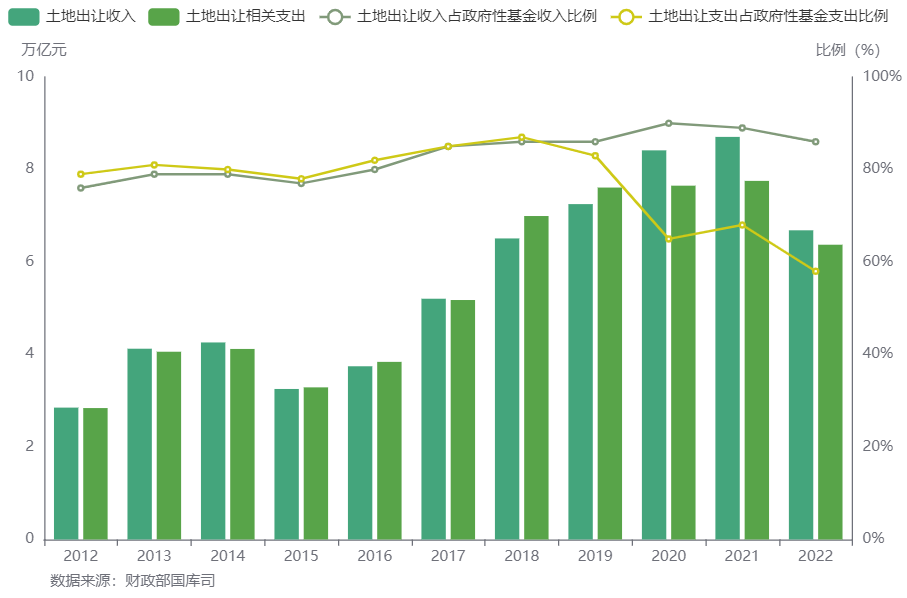 土地出让收入 土地出让相关支出 土地出让收入占政府性基金收入比例 土地出让支出占政府性基金支出比例
万亿元 比例（%）
10 100%
8 80%
6 60%
4 40%
2 20%
0 0%
2012 2013 2014 2015 2016 2017 2018 2019 2020 2021 2022
数据来源：财政部国库司